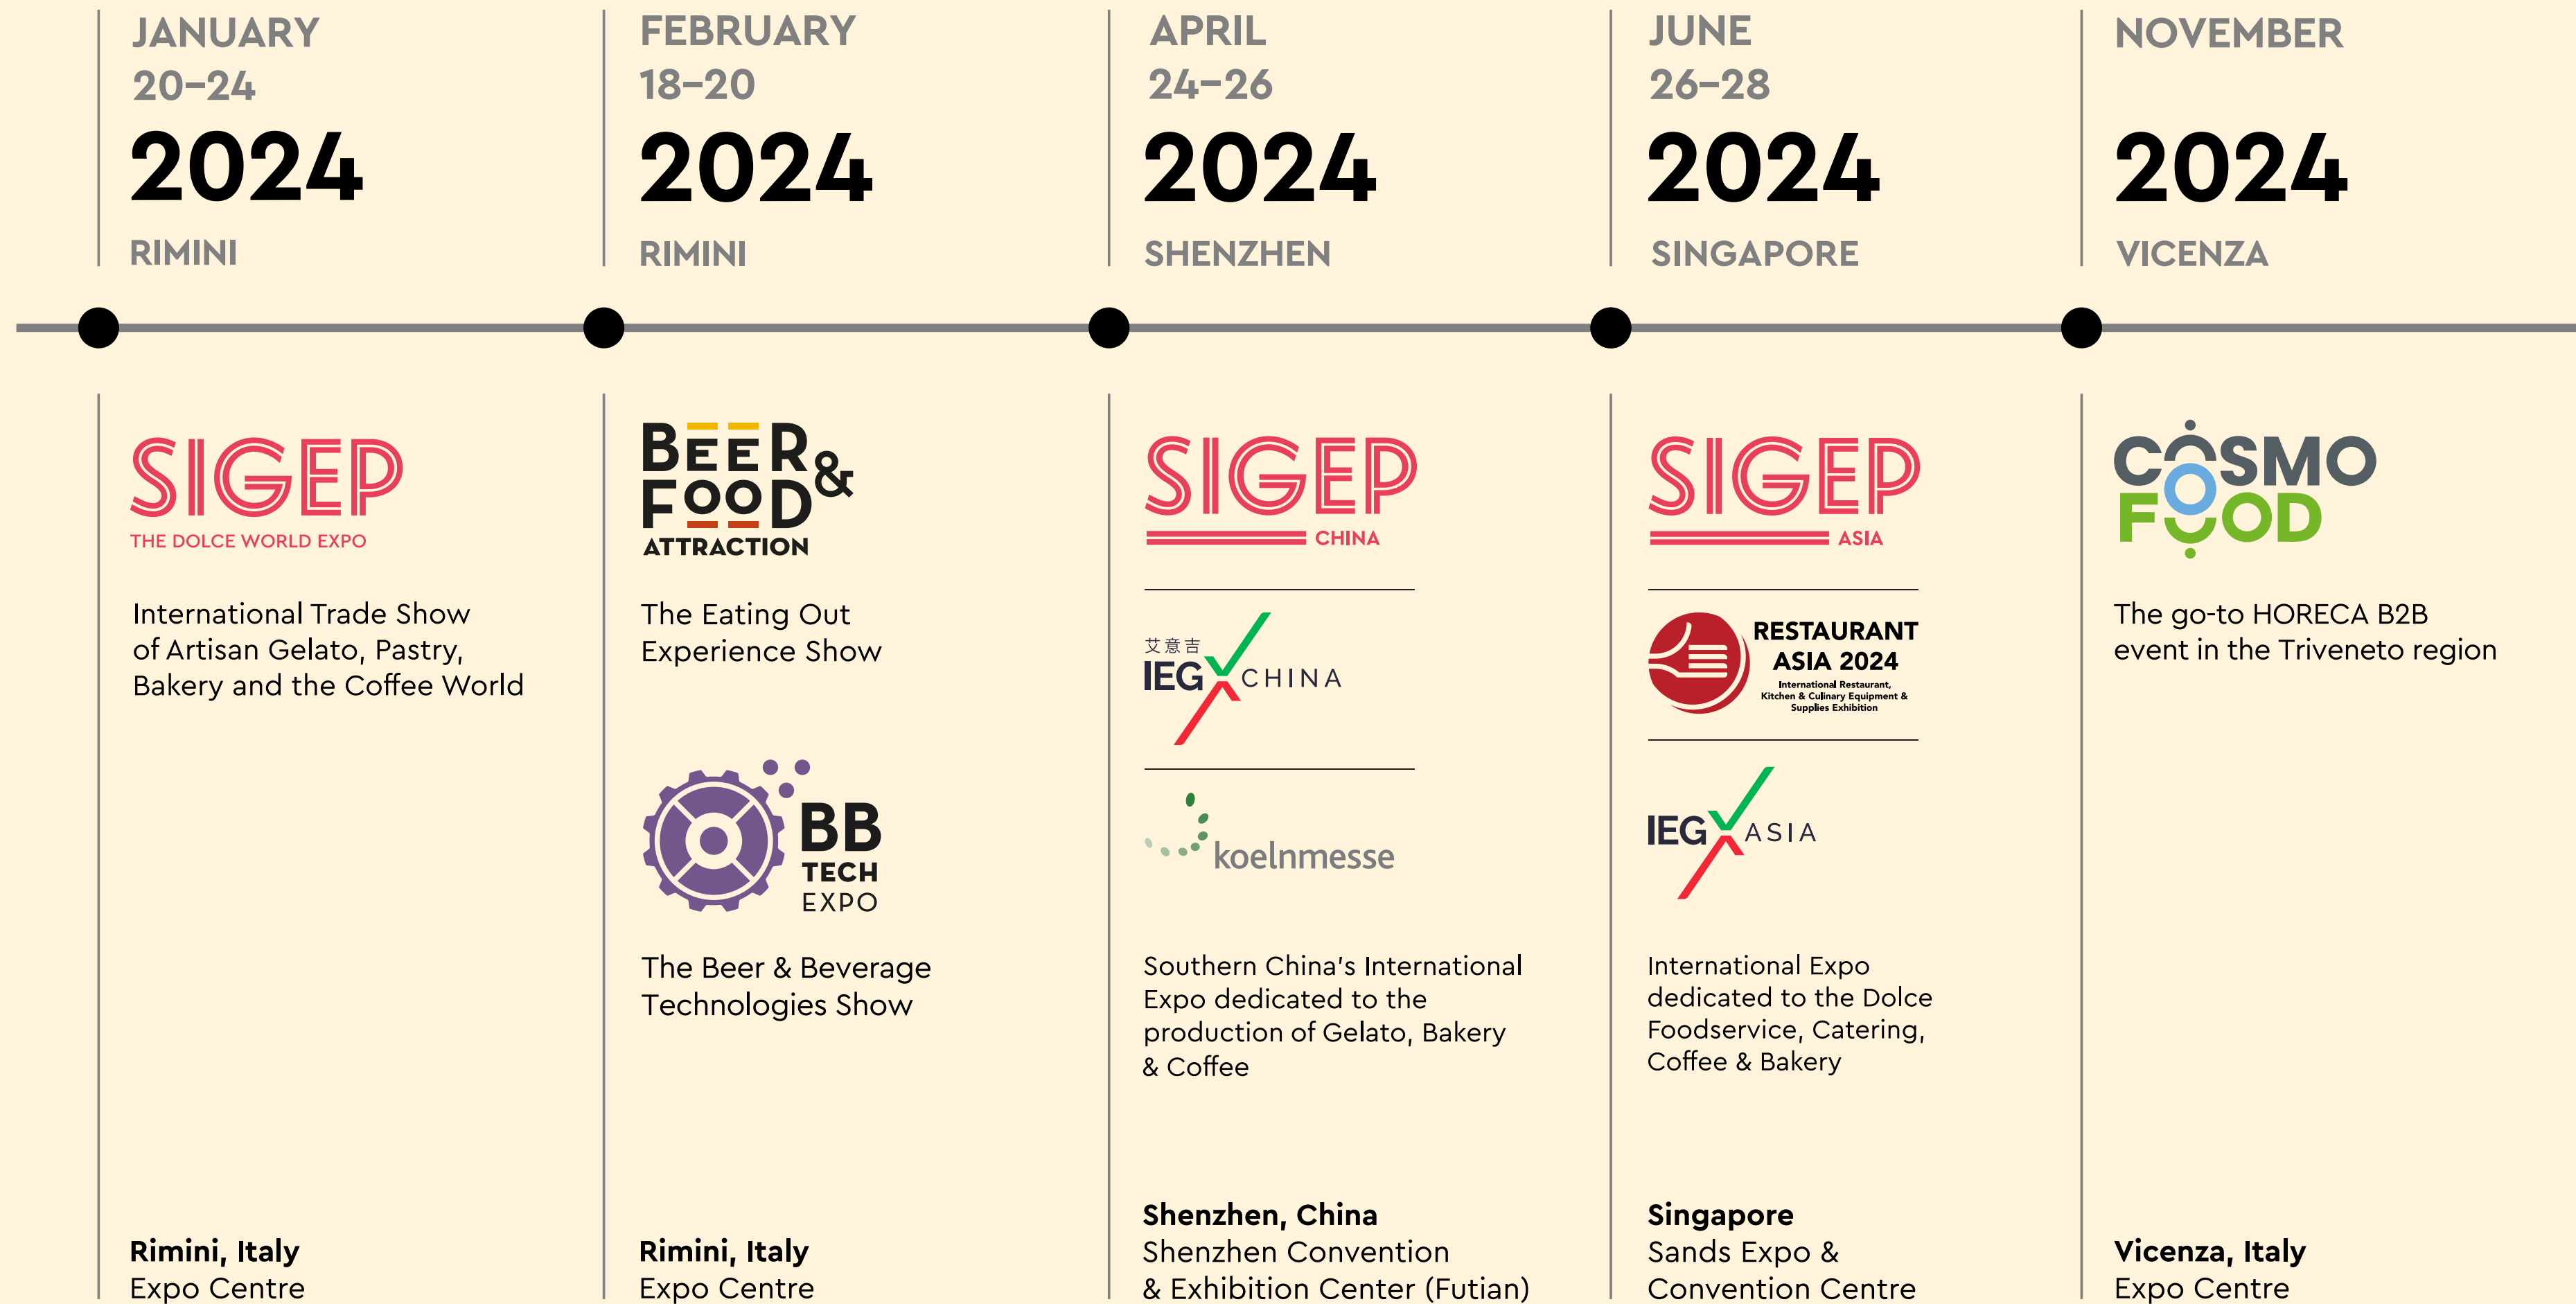 JANUARY
20–24
2024
RIMINI
FEBRUARY
18–20
2024
RIMINI
APRIL
24–26
2024
SHENZHEN
JUNE
26–28
2024
SINGAPORE
NOVEMBER
2024
VICENZA
SIGEP
THE DOLCE WORLD EXPO
International Trade Show
of Artisan Gelato, Pastry,
Bakery and the Coffee World
Rimini, Italy
Expo Centre
BEER &
FOOD
ATTRACTION
The Eating Out
Experience Show
BB
TECH
EXPO
The Beer & Beverage
Technologies Show
Rimini, Italy
Expo Centre
SIGEP
CHINA
艾意吉
IEG CHINA
koelnmesse
Southern China's International
Expo dedicated to the
production of Gelato, Bakery
& Coffee
Shenzhen, China
Shenzhen Convention
& Exhibition Center (Futian)
SIGEP
ASIA
RESTAURANT
ASIA 2024
International Restaurant,
Kitchen & Culinary Equipment &
Supplies Exhibition
IEG ASIA
International Expo
dedicated to the Dolce
Foodservice, Catering,
Coffee & Bakery
Singapore
Sands Expo &
Convention Centre
COSMO
FOOD
The go-to HORECA B2B
event in the Triveneto region
Vicenza, Italy
Expo Centre